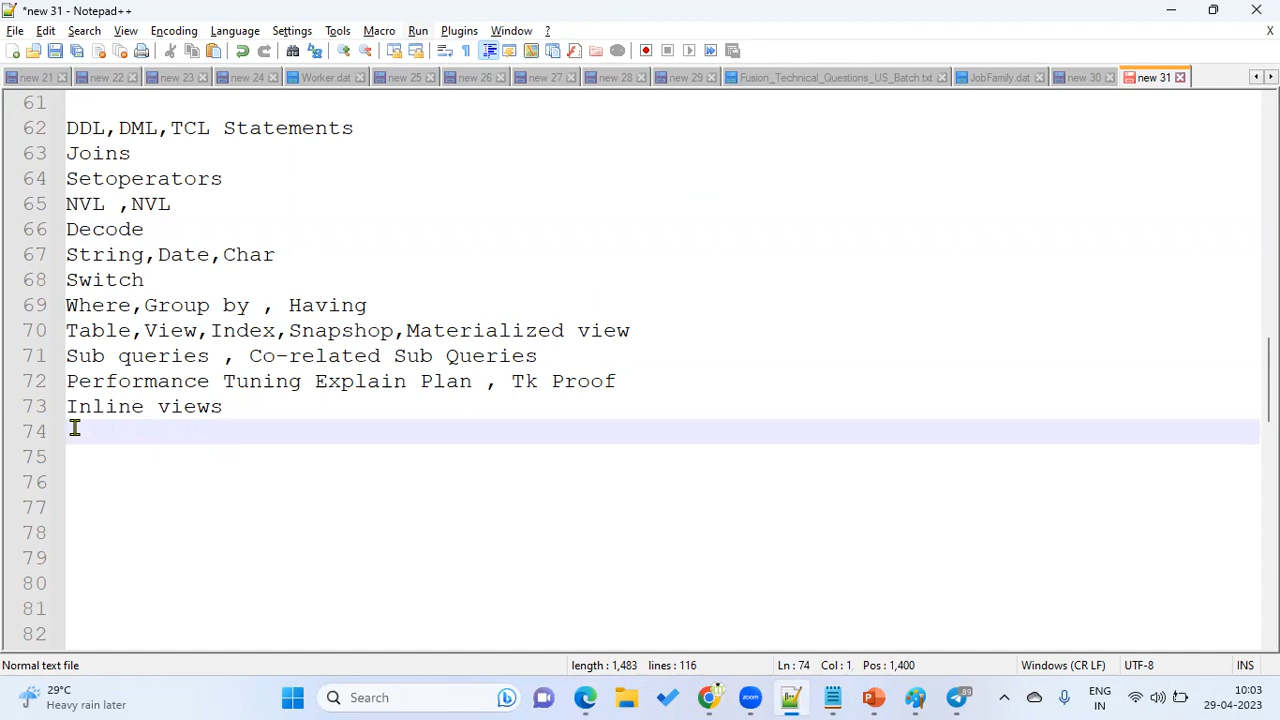 *new 31 - Notepad++
File Edit Search View Encoding Language Settings Tools Macro Run Plugins Window ?
X
new 21 new 22 new 23 new 24 Worker.dat new 25 new 26 new 27 new 28 new 29 Fusion_Technical_Questions_US_Batch.txt JobFamily.dat new 30 new 31
61
62 DDL,DML,TCL Statements
63 Joins
64 Setoperators
65 NVL ,NVL
66 Decode
67 String,Date,Char
68 Switch
69 Where,Group by , Having
70 Table,View,Index,Snapshop,Materialized view
71 Sub queries , Co-related Sub Queries
72 Performance Tuning Explain Plan , Tk Proof
73 Inline views
74
75
76
77
78
79
80
81
82
Normal text file length : 1,483 lines : 116 Ln : 74 Col : 1 Pos : 1,400 Windows (CR LF) UTF-8 INS
29°C
Heavy rain later
Search
zoom
89
ENG
IN
10:03
29-04-2023